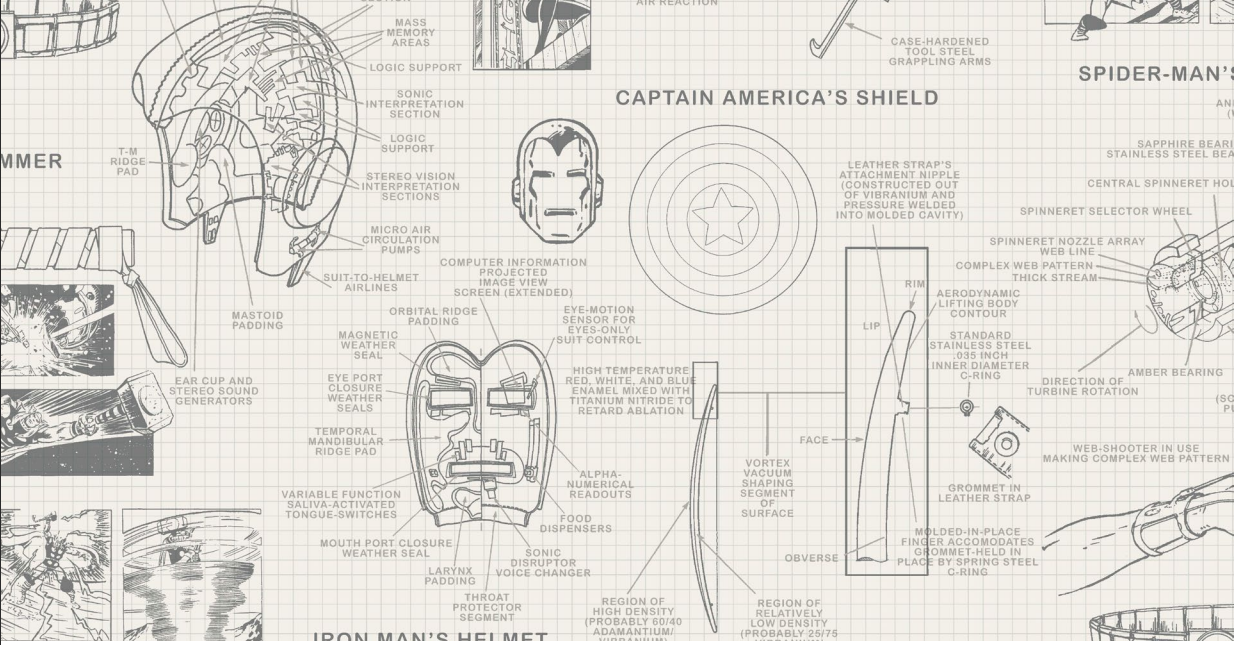 AIR REACTION
MASS
MEMORY
AREAS
LOGIC SUPPORT
SONIC
INTERPRETATION
SECTION
LOGIC
SUPPORT
STEREO VISION
INTERPRETATION
SECTIONS
MICRO AIR
CIRCULATION
PUMPS
SUIT-TO-HELMET
AIRLINES
T-M
RIDGE
PAD
MASTOID
PADDING
EAR CUP AND
STEREO SOUND
GENERATORS
MMER
COMPUTER INFORMATION
PROJECTED
IMAGE VIEW
SCREEN (EXTENDED)
ORBITAL RIDGE
PADDING
MAGNETIC
WEATHER
SEAL
EYE PORT
CLOSURE
WEATHER
SEALS
TEMPORAL
MANDIBULAR
RIDGE PAD
VARIABLE FUNCTION
SALIVA-ACTIVATED
TONGUE-SWITCHES
MOUTH PORT CLOSURE
WEATHER SEAL
LARYNX
PADDING
THROAT
PROTECTOR
SEGMENT
SONIC
DISRUPTOR
VOICE CHANGER
FOOD
DISPENSERS
ALPHA-
NUMERICAL
READOUTS
EYE-MOTION
SENSOR FOR
EYES-ONLY
SUIT CONTROL
IRON MAN'S HELMET
CASE-HARDENED
TOOL STEEL
GRAPPLING ARMS
CAPTAIN AMERICA'S SHIELD
HIGH TEMPERATURE
RED, WHITE, AND BLUE
ENAMEL MIXED WITH
TITANIUM NITRIDE TO
RETARD ABLATION
LEATHER STRAP'S
ATTACHMENT NIPPLE
(CONSTRUCTED OUT
OF VIBRANIUM AND
PRESSURE WELDED
INTO MOLDED CAVITY)
RIM
LIP
AERODYNAMIC
LIFTING BODY
CONTOUR
STANDARD
STAINLESS STEEL
.035 INCH
INNER DIAMETER
C-RING
FACE
VORTEX
VACUUM
SHAPING
SEGMENT
OF
SURFACE
OBVERSE
GROMMET IN
LEATHER STRAP
MOLDED-IN-PLACE
FINGER ACCOMODATES
GROMMET-HELD IN
PLACE BY SPRING STEEL
C-RING
REGION OF
HIGH DENSITY
(PROBABLY 60/40
ADAMANTIUM/
REGION OF
RELATIVELY
LOW DENSITY
(PROBABLY 25/75
SPIDER-MAN'S
SAPPHIRE BEARI
STAINLESS STEEL BEA
CENTRAL SPINNERET HOL
SPINNERET SELECTOR WHEEL
SPINNERET NOZZLE ARRAY
WEB LINE
COMPLEX WEB PATTERN
THICK STREAM
AMBER BEARING
DIRECTION OF
TURBINE ROTATION
WEB-SHOOTER IN USE
MAKING COMPLEX WEB PATTERN